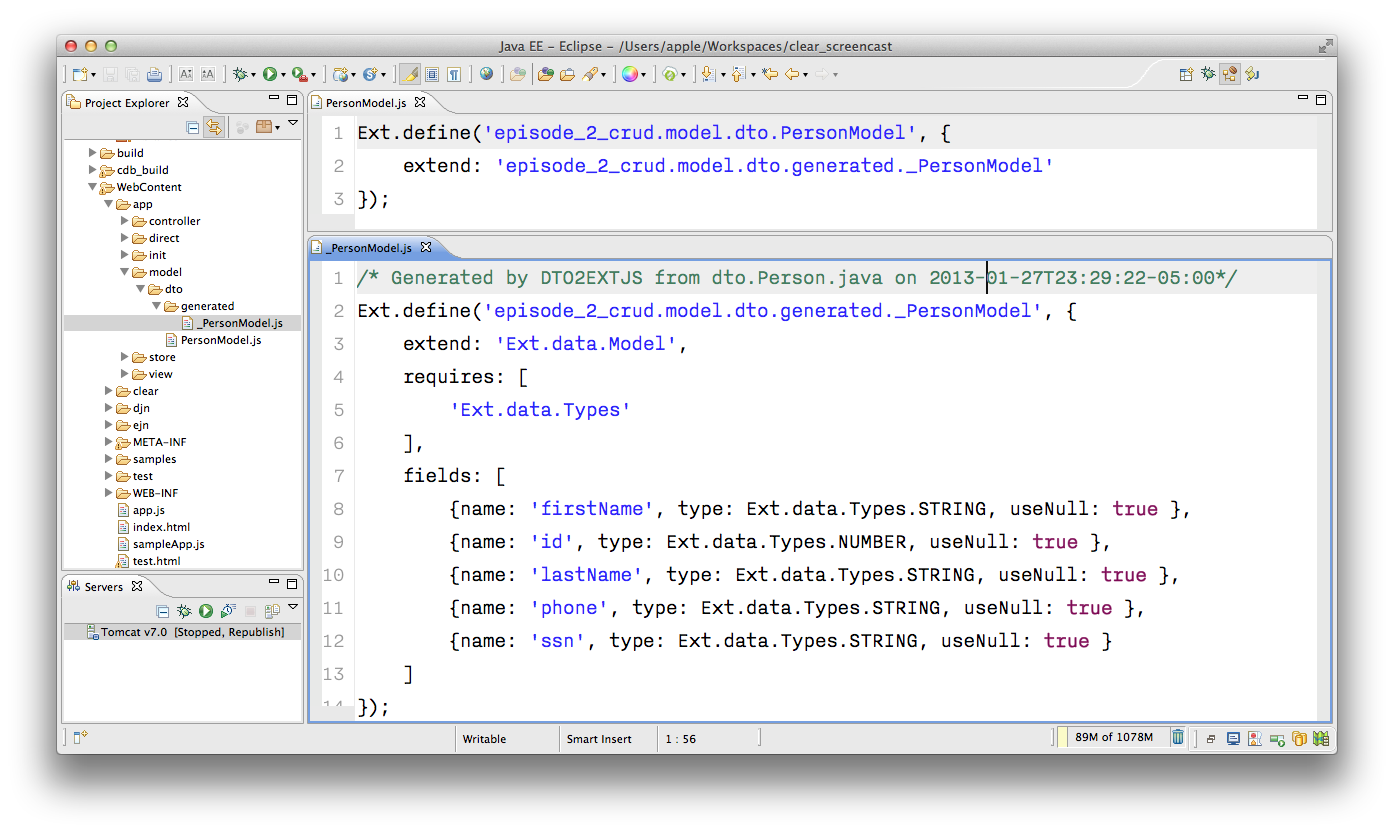 Java EE – Eclipse – /Users/apple/Workspaces/clear_screencast
Project Explorer
build
cdb_build
WebContent
app
controller
direct
init
model
dto
generated
_PersonModel.js
PersonModel.js
store
view
clear
djn
ejn
META-INF
samples
test
WEB-INF
app.js
index.html
sampleApp.js
test.html
Servers
Tomcat v7.0 [Stopped, Republish]
PersonModel.js
1 Ext.define('episode_2_crud.model.dto.PersonModel', {
2 extend: 'episode_2_crud.model.dto.generated._PersonModel'
3 });
_PersonModel.js
1 /* Generated by DTO2EXTJS from dto.Person.java on 2013-01-27T23:29:22-05:00*/
2 Ext.define('episode_2_crud.model.dto.generated._PersonModel', {
3 extend: 'Ext.data.Model',
4 requires: [
5 'Ext.data.Types'
6 ],
7 fields: [
8 {name: 'firstName', type: Ext.data.Types.STRING, useNull: true },
9 {name: 'id', type: Ext.data.Types.NUMBER, useNull: true },
10 {name: 'lastName', type: Ext.data.Types.STRING, useNull: true },
11 {name: 'phone', type: Ext.data.Types.STRING, useNull: true },
12 {name: 'ssn', type: Ext.data.Types.STRING, useNull: true }
13 ]
14 });
Writable
Smart Insert
1 : 56
89M of 1078M